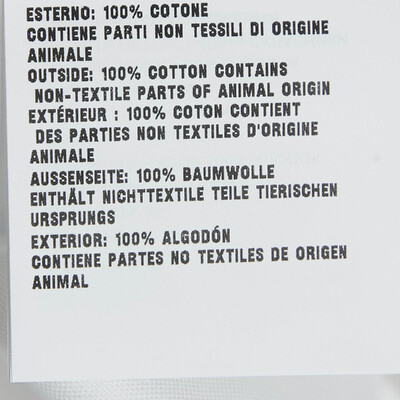 ESTERNO: 100% COTONE
CONTIENE PARTI NON TESSILI DI ORIGINE
ANIMALE
OUTSIDE: 100% COTTON CONTAINS
NON-TEXTILE PARTS OF ANIMAL ORIGIN
EXTÉRIEUR : 100% COTON CONTIENT
DES PARTIES NON TEXTILES D'ORIGINE
ANIMALE
AUSSENSEITE: 100% BAUMWOLLE
ENTHÄLT NICHTTEXTILE TEILE TIERISCHEN
URSPRUNGS
EXTERIOR: 100% ALGODÓN
CONTIENE PARTES NO TEXTILES DE ORIGEN
ANIMAL